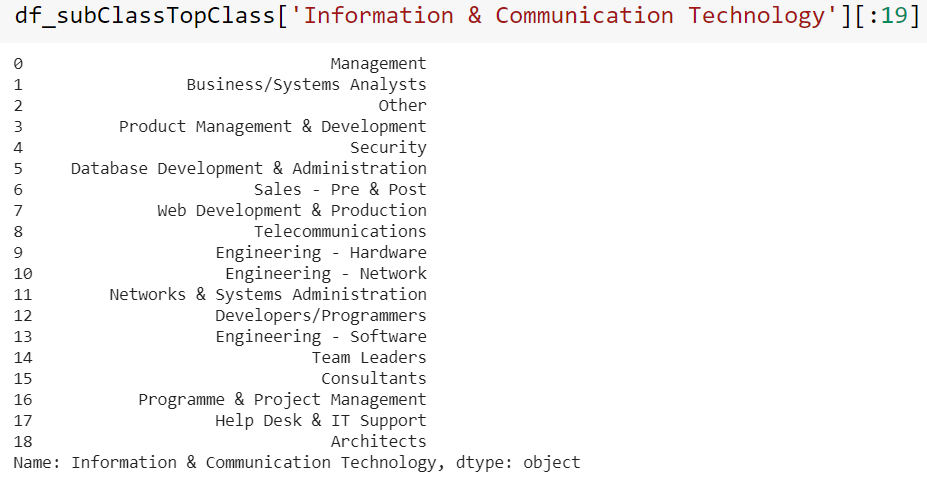 df_subClassTopClass['Information & Communication Technology'][:19]
0 Management
1 Business/Systems Analysts
2 Other
3 Product Management & Development
4 Security
5 Database Development & Administration
6 Sales - Pre & Post
7 Web Development & Production
8 Telecommunications
9 Engineering - Hardware
10 Engineering - Network
11 Networks & Systems Administration
12 Developers/Programmers
13 Engineering - Software
14 Team Leaders
15 Consultants
16 Programme & Project Management
17 Help Desk & IT Support
18 Architects
Name: Information & Communication Technology, dtype: object